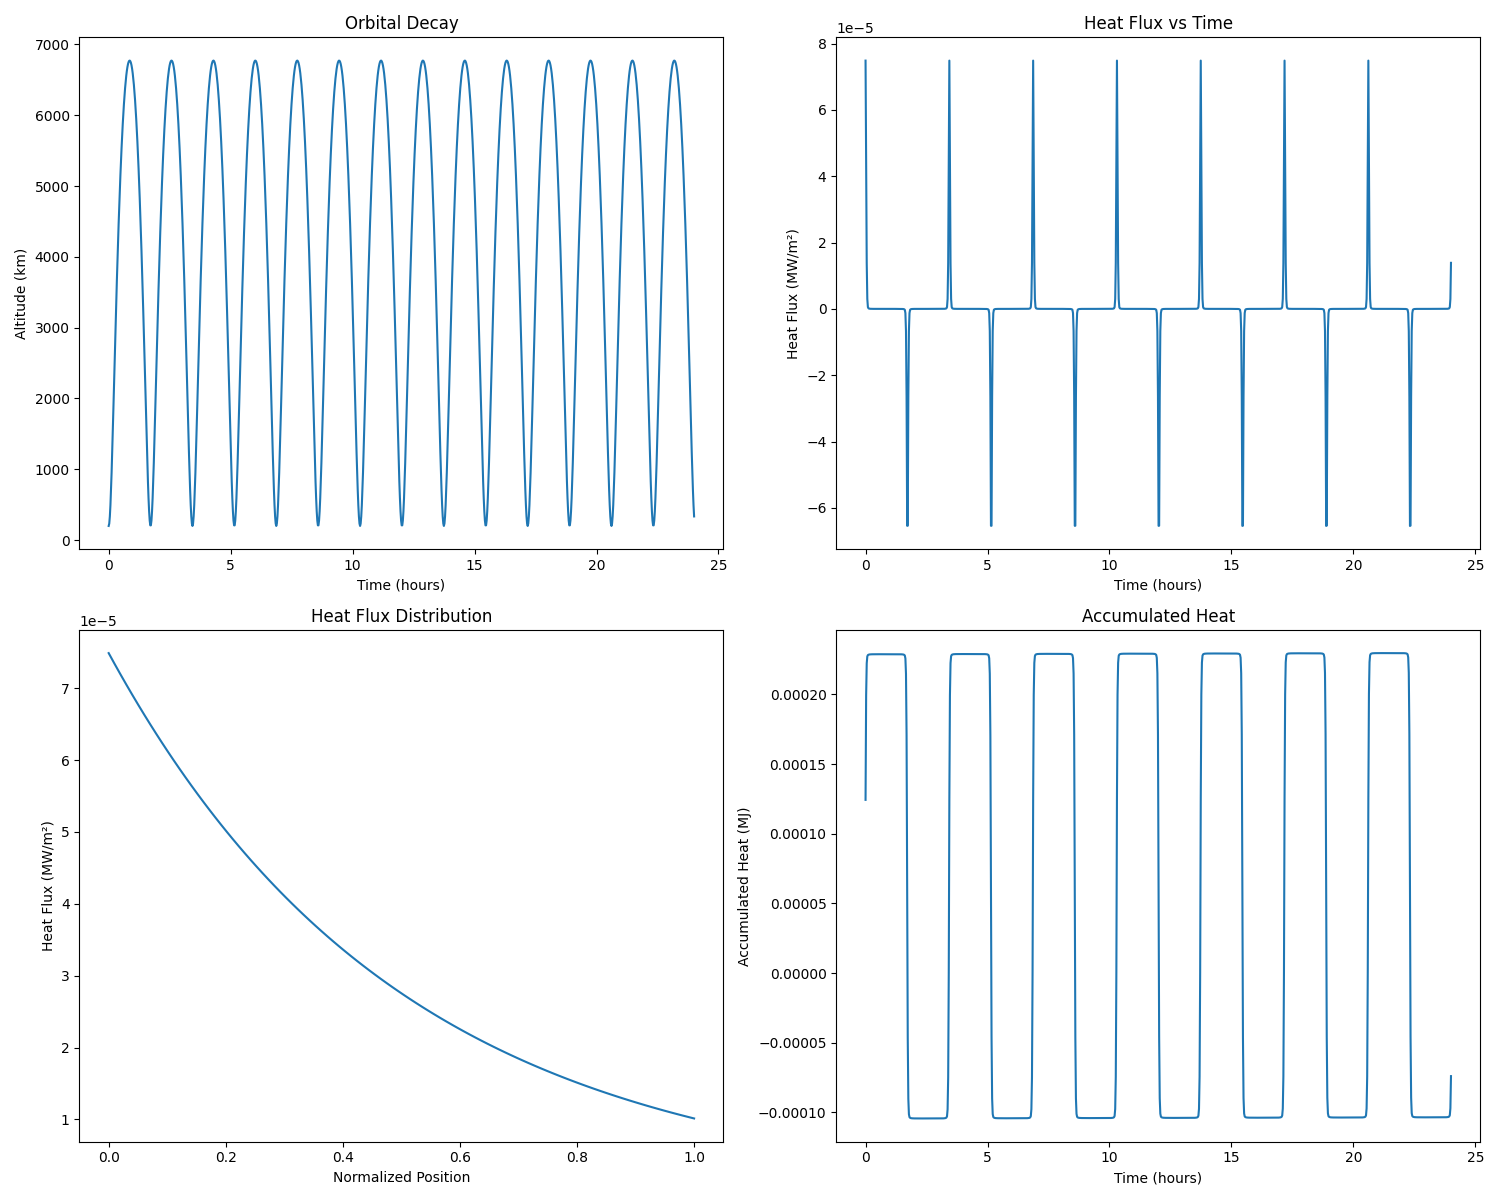 Orbital Decay
7000
6000
5000
4000
3000
2000
1000
0
Altitude (km)
0 5 10 15 20 25
Time (hours)
Heat Flux vs Time
1e−5
8
6
4
2
0
−2
−4
−6
Heat Flux (MW/m²)
0 5 10 15 20 25
Time (hours)
Heat Flux Distribution
1e−5
7
6
5
4
3
2
1
Heat Flux (MW/m²)
0.0 0.2 0.4 0.6 0.8 1.0
Normalized Position
Accumulated Heat
0.00020
0.00015
0.00010
0.00005
0.00000
−0.00005
−0.00010
Accumulated Heat (MJ)
0 5 10 15 20 25
Time (hours)